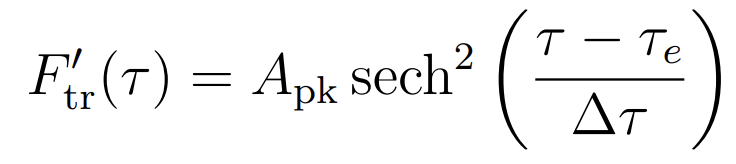 F′_tr(τ) = A_pk sech²((τ − τ_e)/Δτ)